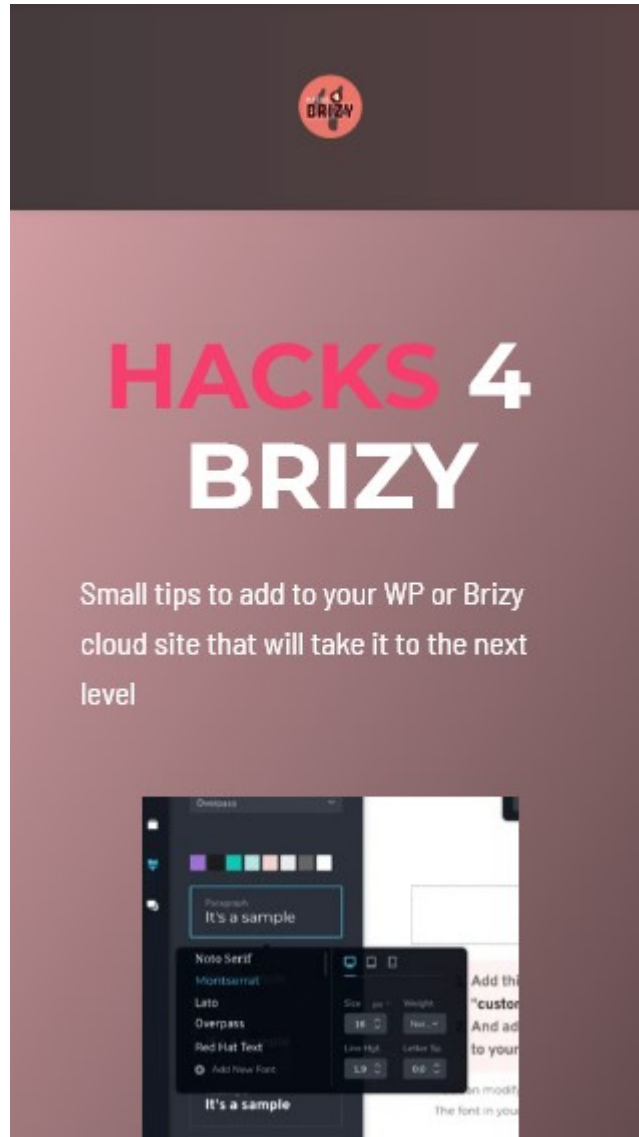 BRIZY
HACKS 4
BRIZY
Small tips to add to your WP or Brizy
cloud site that will take it to the next
level
Overpass
Paragraph
It's a sample
Noto Serif
Montserrat
Lato
Overpass
Red Hat Text
Add New Font
Size px Weight
16
Line Hgt. Letter Sp.
1.9 0.0
It's a sample
Add thi
"custor
And ad
to your
n modify
The font in your